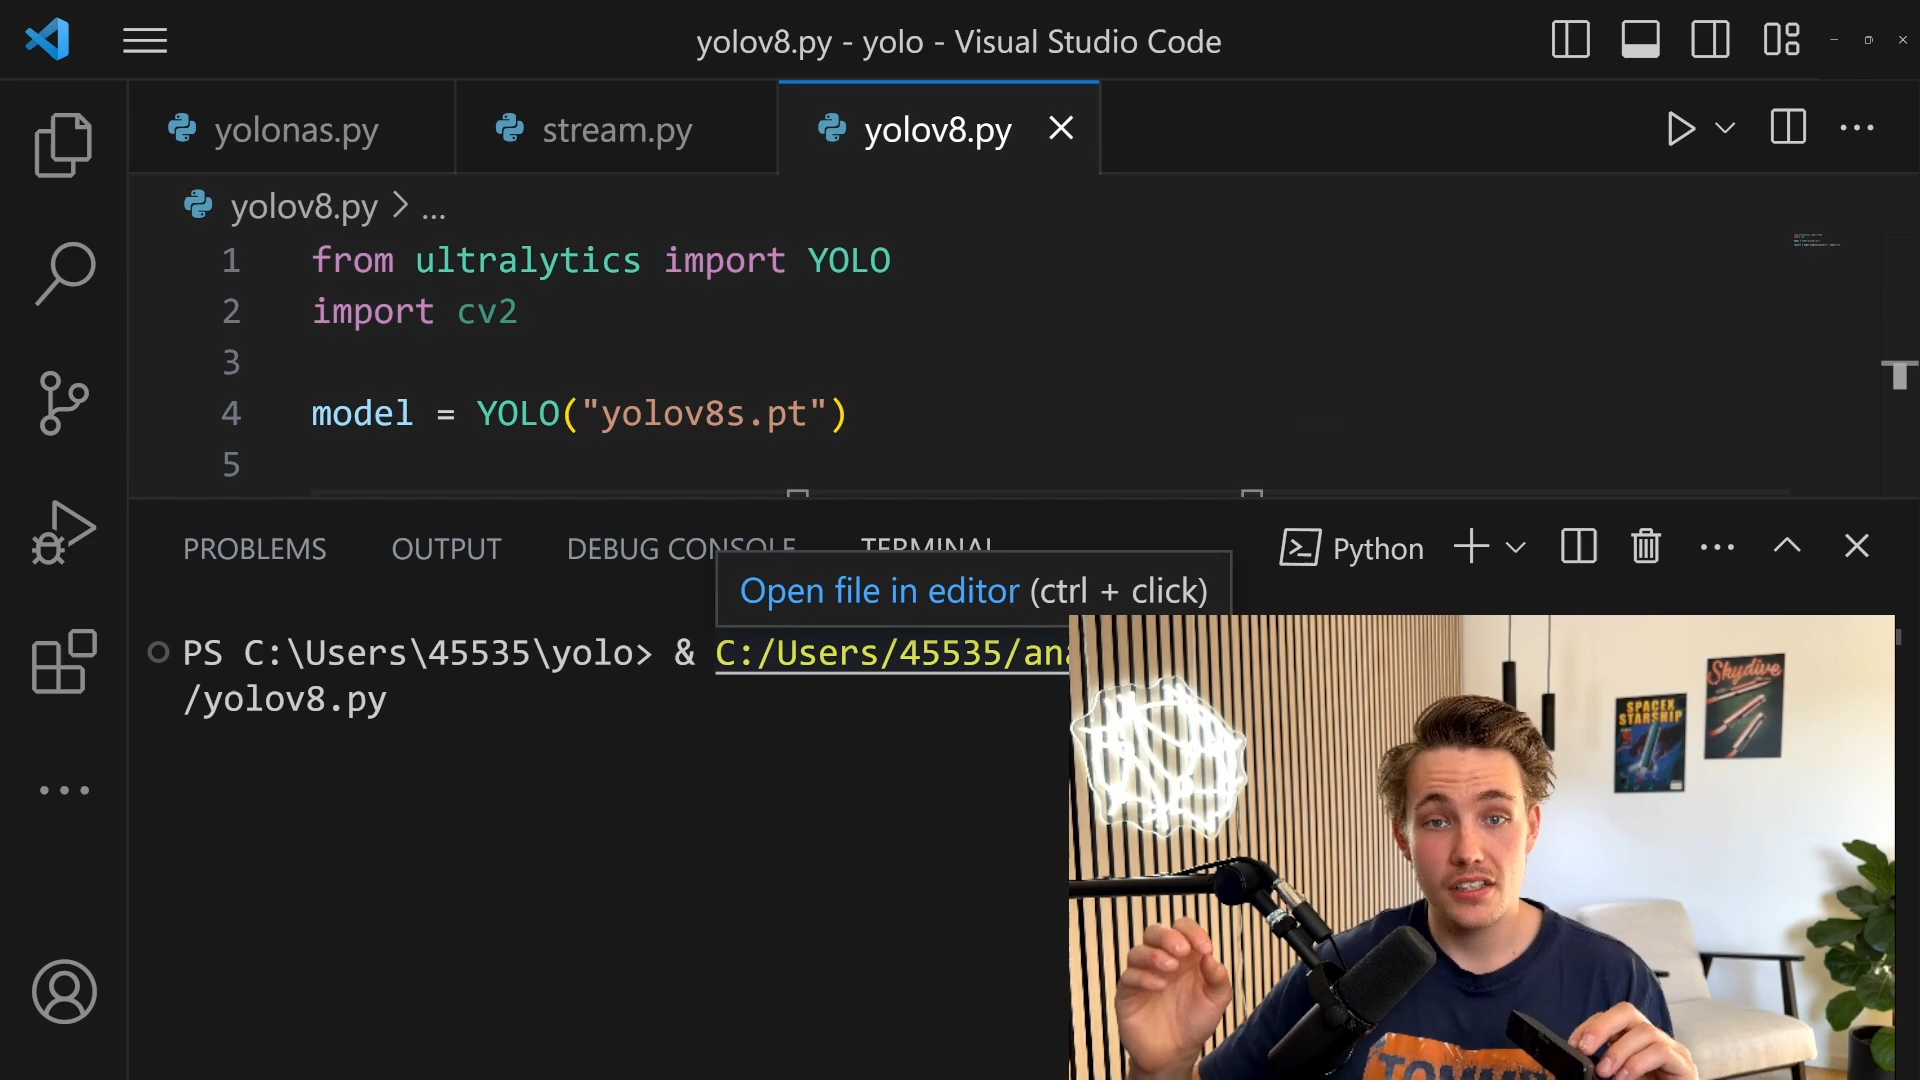 yolov8.py - yolo - Visual Studio Code
yolonas.py
stream.py
yolov8.py
yolov8.py > ...
1 from ultralytics import YOLO
2 import cv2
3
4 model = YOLO("yolov8s.pt")
5
PROBLEMS OUTPUT DEBUG CONSOLE TERMINAL
Python
Open file in editor (ctrl + click)
PS C:\Users\45535\yolo> & C:/Users/45535/ana
/yolov8.py
SPACEX
STARSHIP
Skydive
TOMM